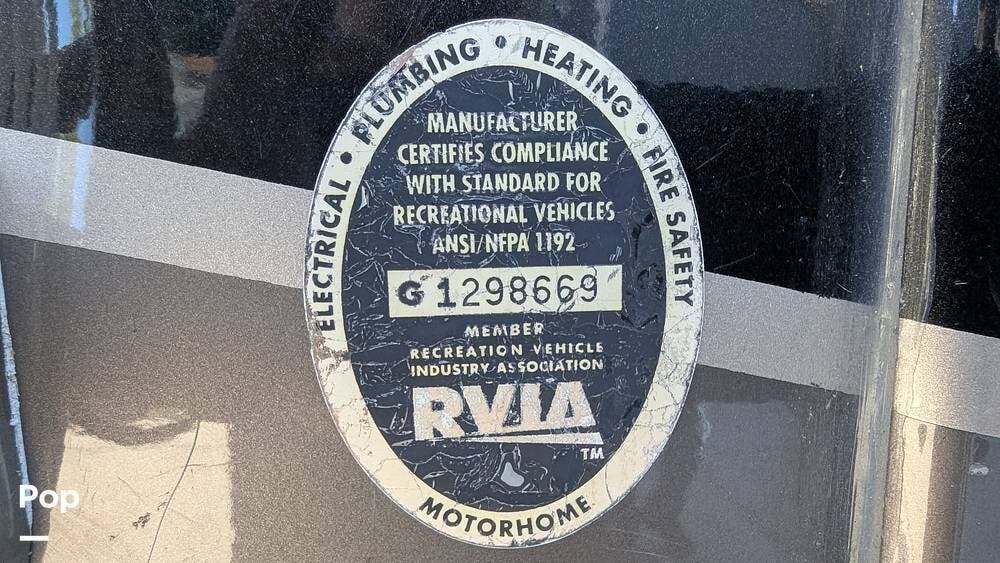 ELECTRICAL • PLUMBING • HEATING • FIRE SAFETY
MANUFACTURER
CERTIFIES COMPLIANCE
WITH STANDARD FOR
RECREATIONAL VEHICLES
ANSI/NFPA 1192
G 1298669
MEMBER
RECREATION VEHICLE
INDUSTRY ASSOCIATION
RVIA
TM
MOTORHOME
Pop